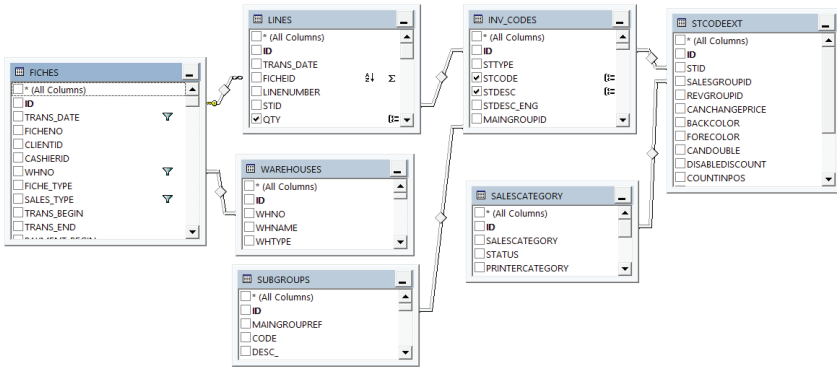 FICHES
* (All Columns)
ID
TRANS_DATE
FICHENO
CLIENTID
CASHIERID
WHNO
FICHE_TYPE
SALES_TYPE
TRANS_BEGIN
TRANS_END
LINES
* (All Columns)
ID
TRANS_DATE
FICHEID
LINENUMBER
STID
QTY
WAREHOUSES
* (All Columns)
ID
WHNO
WHNAME
WHTYPE
SUBGROUPS
* (All Columns)
ID
MAINGROUPREF
CODE
DESC_
INV_CODES
* (All Columns)
ID
STTYPE
STCODE
STDESC
STDESC_ENG
MAINGROUPID
SALESCATEGORY
* (All Columns)
ID
SALESCATEGORY
STATUS
PRINTERCATEGORY
STCODEEXT
* (All Columns)
ID
STID
SALESGROUPID
REVGROUPID
CANCHANGEPRICE
BACKCOLOR
FORECOLOR
CANDOUBLE
DISABLEDISCOUNT
COUNTINPOS